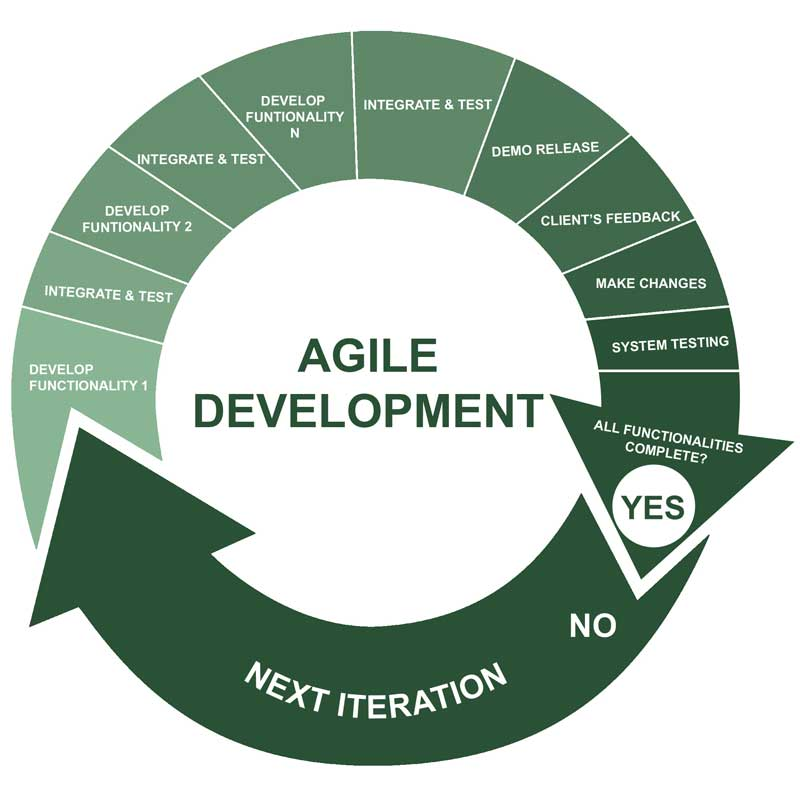 DEVELOP
FUNCTIONALITY 1
INTEGRATE & TEST
DEVELOP
FUNTIONALITY 2
INTEGRATE & TEST
DEVELOP
FUNTIONALITY
N
INTEGRATE & TEST
DEMO RELEASE
CLIENT'S FEEDBACK
MAKE CHANGES
SYSTEM TESTING
ALL FUNCTIONALITIES
COMPLETE?
YES
NO
NEXT ITERATION
AGILE
DEVELOPMENT